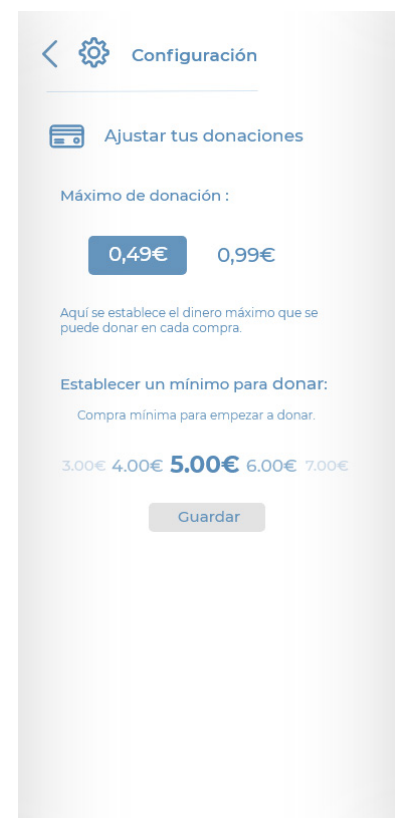 Configuración
Ajustar tus donaciones
Máximo de donación :
0,49€ 0,99€
Aquí se establece el dinero máximo que se
puede donar en cada compra.
Establecer un mínimo para donar:
Compra mínima para empezar a donar.
3.00€ 4.00€ 5.00€ 6.00€ 7.00€
Guardar